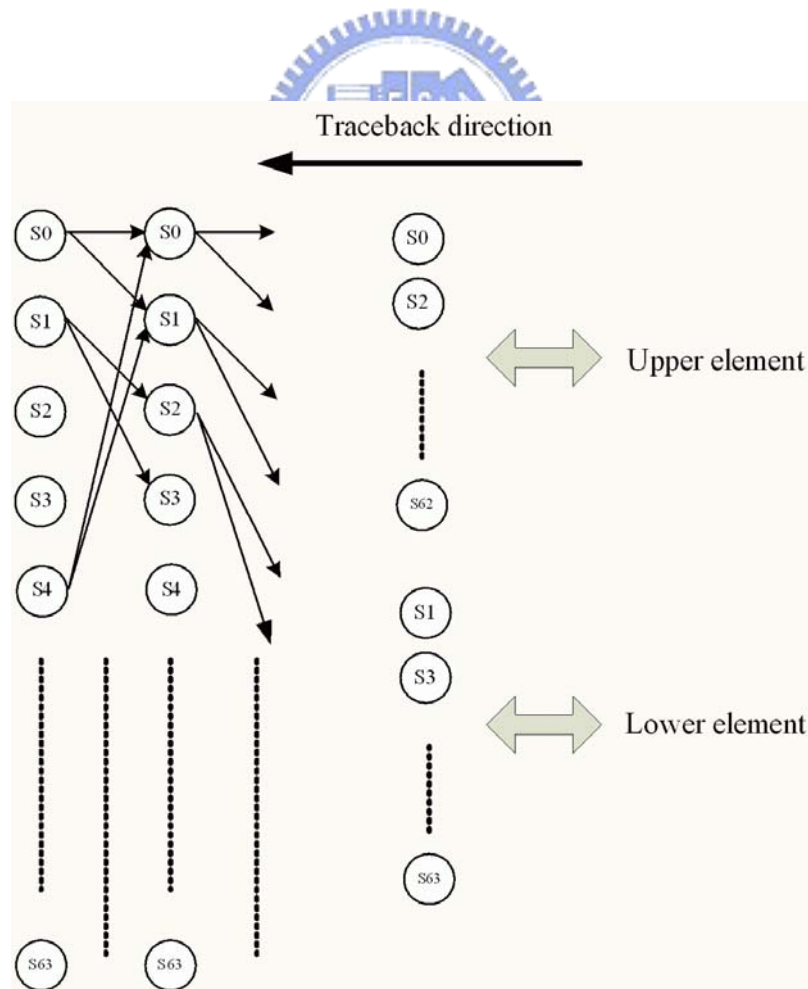 Traceback direction
S0 S0 S0
S2
S1 S1
Upper element
S2 S2
S3 S3
S62
S4 S4
S1
S3
Lower element
S63
S63 S63